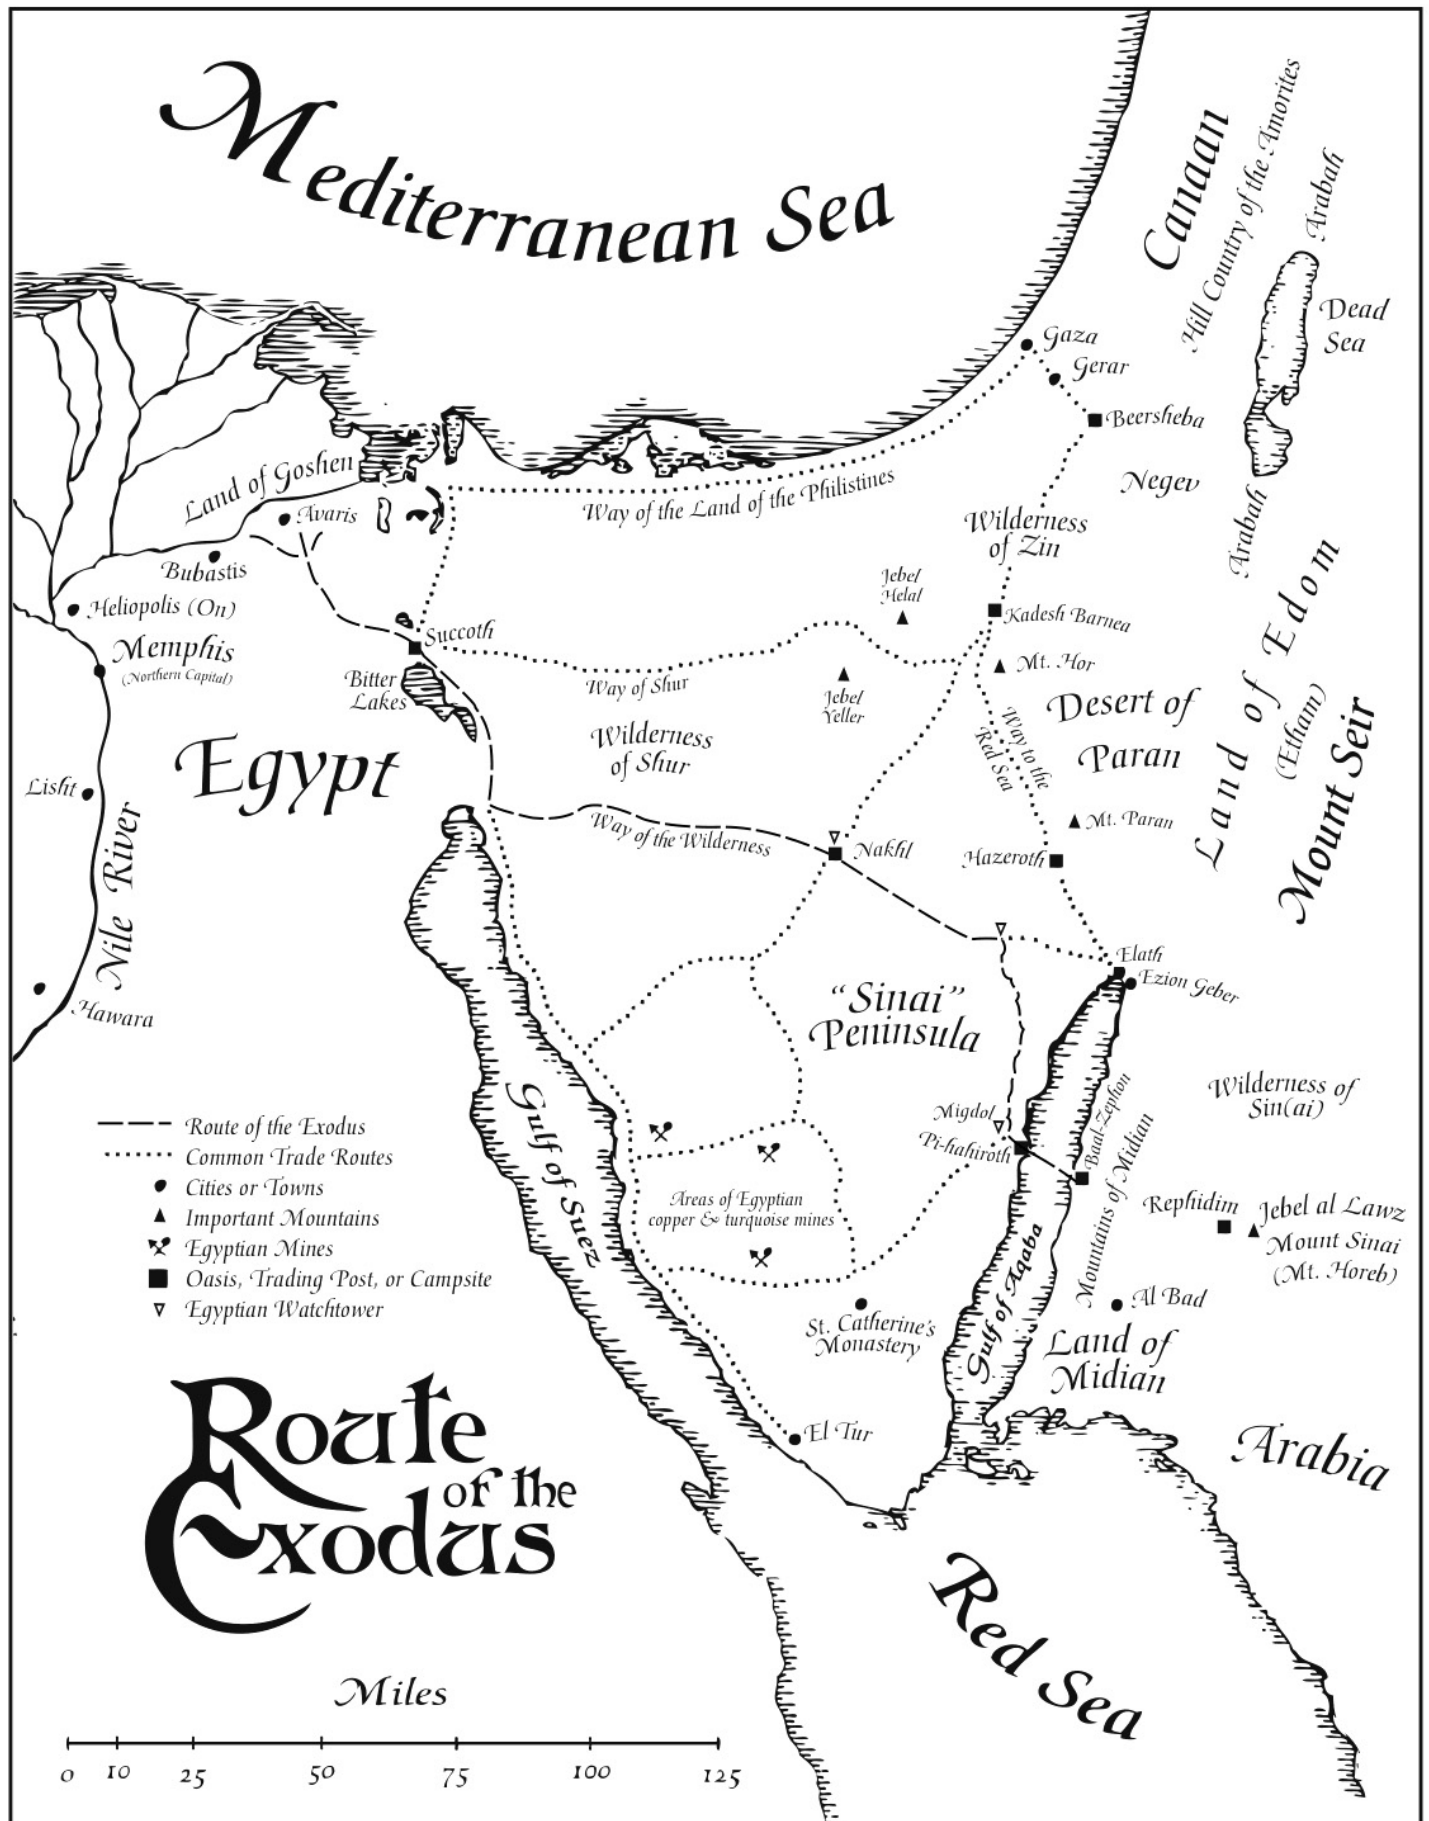 Mediterranean Sea
Canaan
Hill Country of the Amorites
Arabah
Dead
Sea
Gaza
Gerar
Beersheba
Negev
Arabah
Land of Goshen
Avaris
Bubastis
Heliopolis (On)
Memphis
(Northern Capital)
Way of the Land of the Philistines
Wilderness
of Zin
Jebel
Helal
Kadesh Barnea
Mt. Hor
Succoth
Bitter
Lakes
Way of Shur
Jebel
Yeller
Wilderness
of Shur
Way to the
Red Sea
Desert of
Paran
Land of Edom
(Etham)
Mount Seir
Egypt
Lisht
Nile River
Hawara
Way of the Wilderness
Nakhl
Mt. Paran
Hazeroth
Elath
Ezion Geber
"Sinai"
Peninsula
Wilderness of
Sin(ai)
Gulf of Suez
Migdol
Pi-hahiroth
Baal-Zephon
Mountains of Midian
Rephidim
Jebel al Lawz
Mount Sinai
(Mt. Horeb)
Areas of Egyptian
copper & turquoise mines
Gulf of Aqaba
Al Bad
Land of
Midian
St. Catherine's
Monastery
El Tur
Arabia
Red Sea
Route of the Exodus
Common Trade Routes
Cities or Towns
Important Mountains
Egyptian Mines
Oasis, Trading Post, or Campsite
Egyptian Watchtower
Route
of the
Exodus
Miles
0 10 25 50 75 100 125